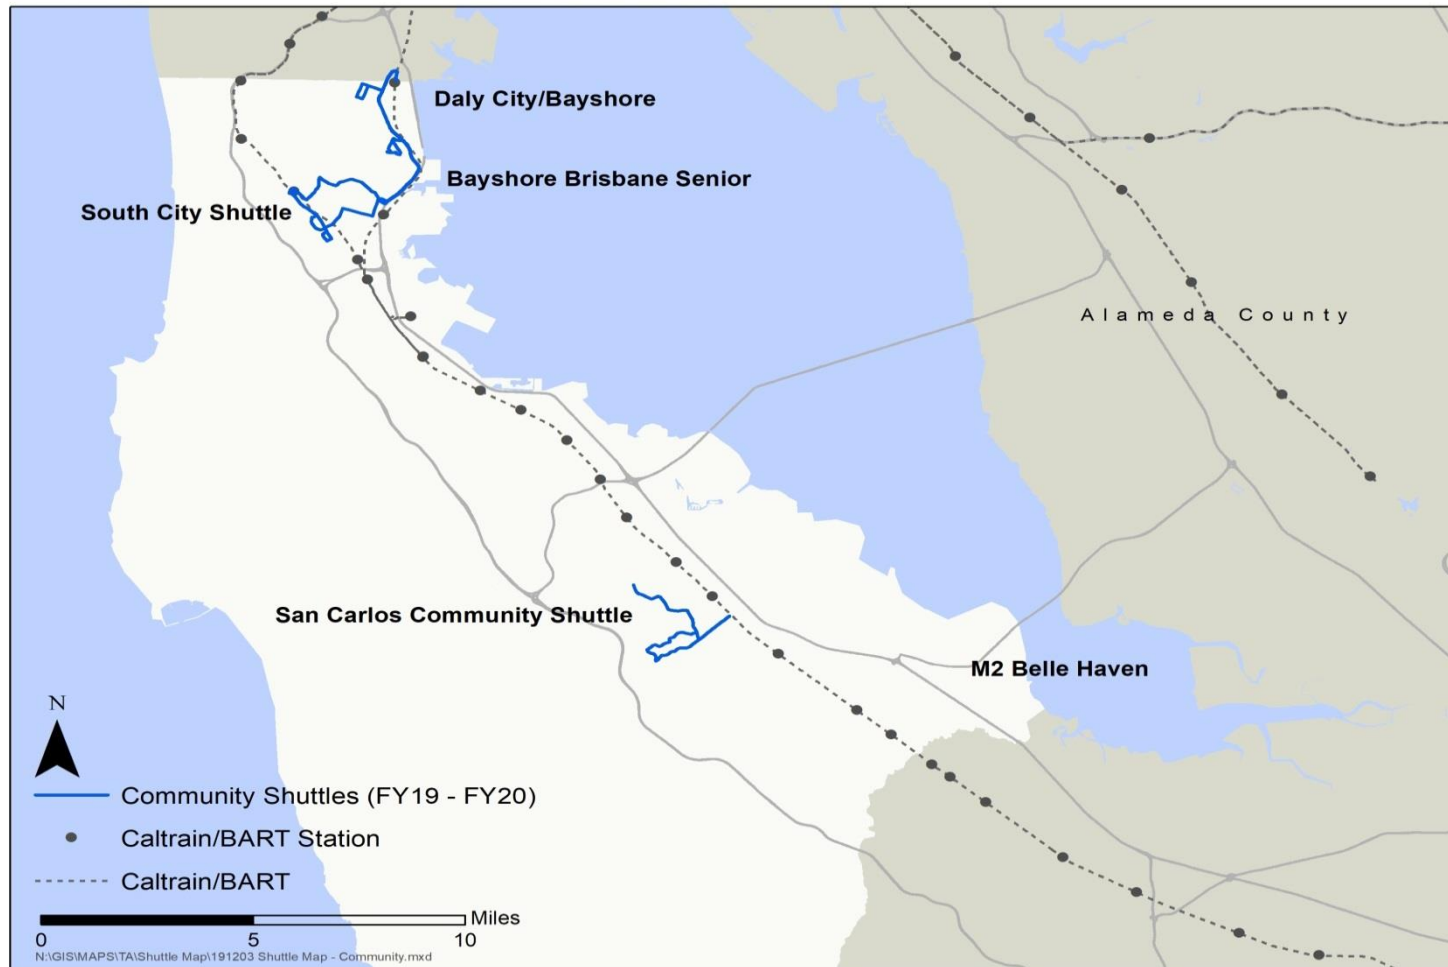 Daly City/Bayshore
Bayshore Brisbane Senior
South City Shuttle
Alameda County
San Carlos Community Shuttle
M2 Belle Haven
N
Community Shuttles (FY19 - FY20)
Caltrain/BART Station
Caltrain/BART
Miles
0 5 10
N:\GIS\MAPS\TA\Shuttle Map\191203 Shuttle Map - Community.mxd